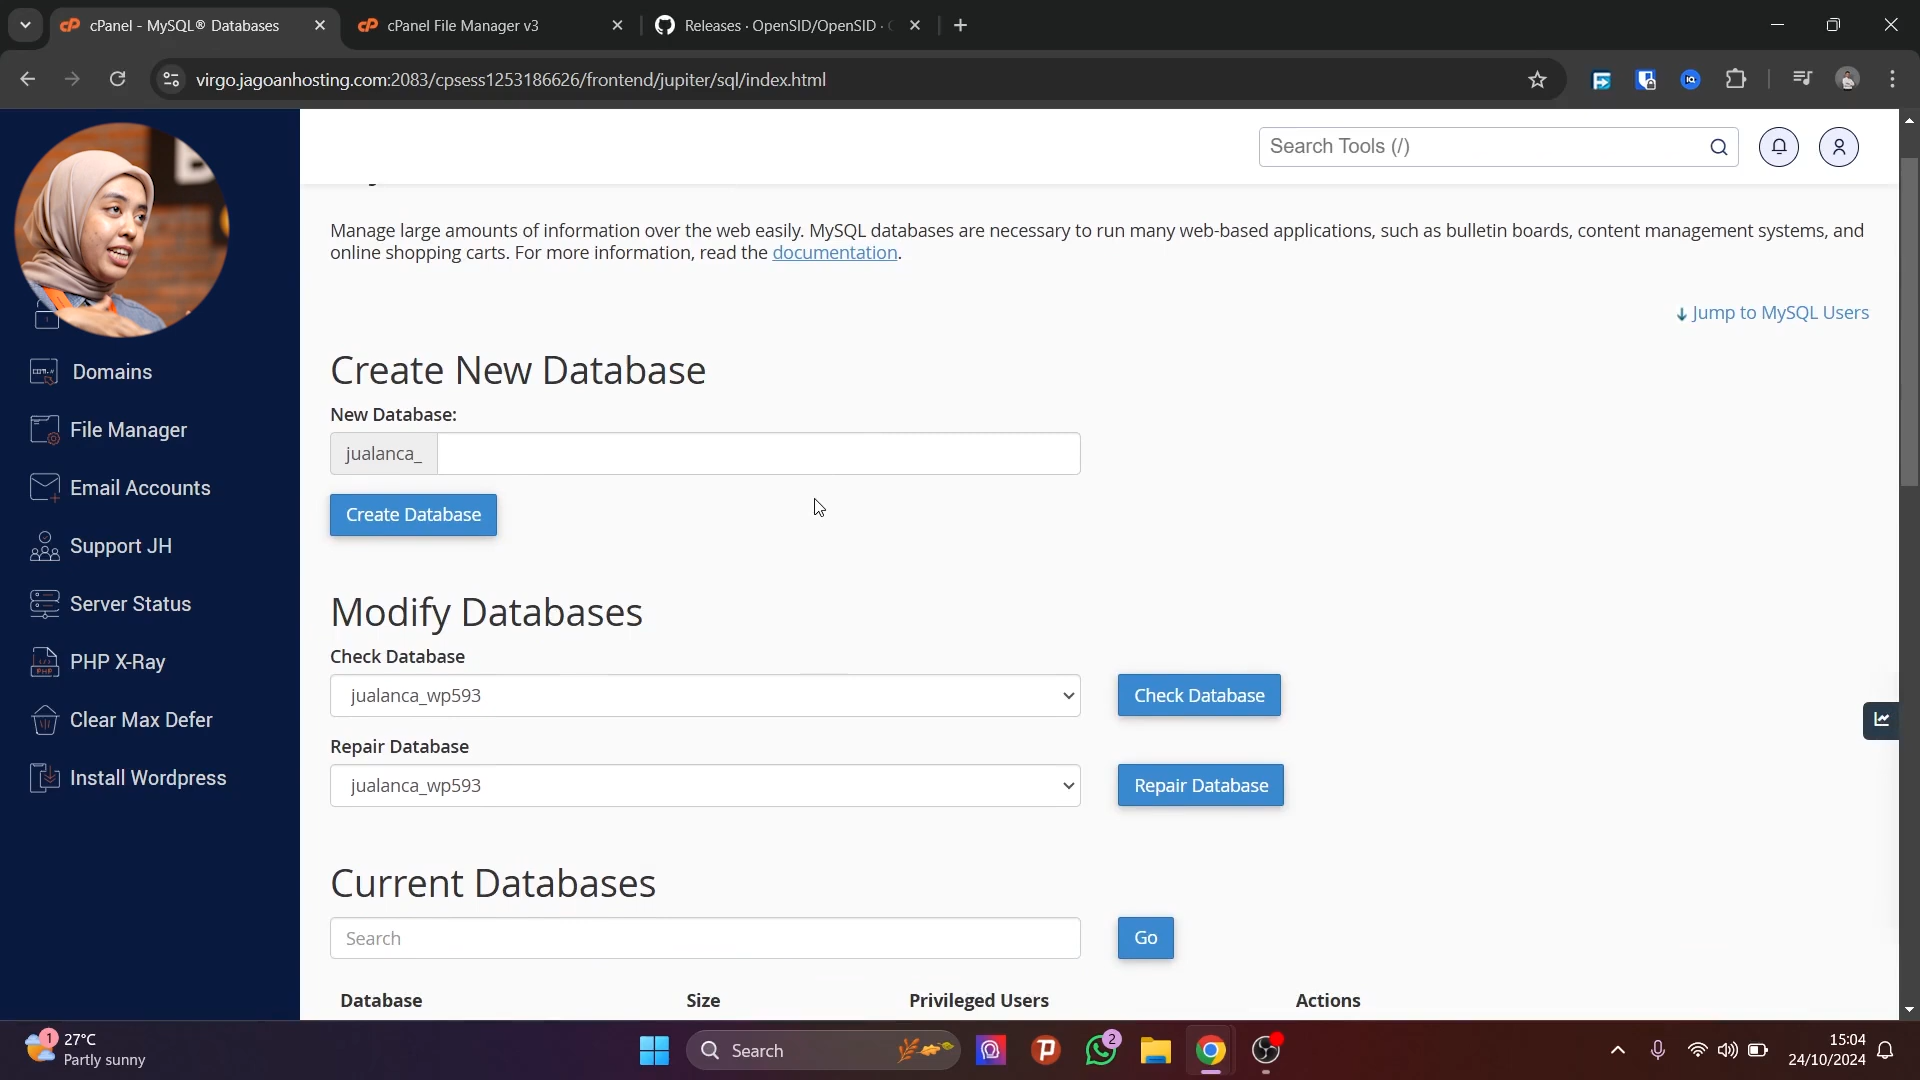 cPanel - MySQL® Databases
cPanel File Manager v3
Releases · OpenSID/OpenSID ·
virgo.jagoanhosting.com:2083/cpsess1253186626/frontend/jupiter/sql/index.html
Search Tools (/)
Manage large amounts of information over the web easily. MySQL databases are necessary to run many web-based applications, such as bulletin boards, content management systems, and
online shopping carts. For more information, read the documentation.
Jump to MySQL Users
Domains
File Manager
Email Accounts
Support JH
Server Status
PHP X-Ray
Clear Max Defer
Install Wordpress
Create New Database
New Database:
jualanca_
Create Database
Modify Databases
Check Database
jualanca_wp593
Check Database
Repair Database
jualanca_wp593
Repair Database
Current Databases
Search
Go
Database Size Privileged Users Actions
1
27°C
Partly sunny
Search
2
15:04
24/10/2024